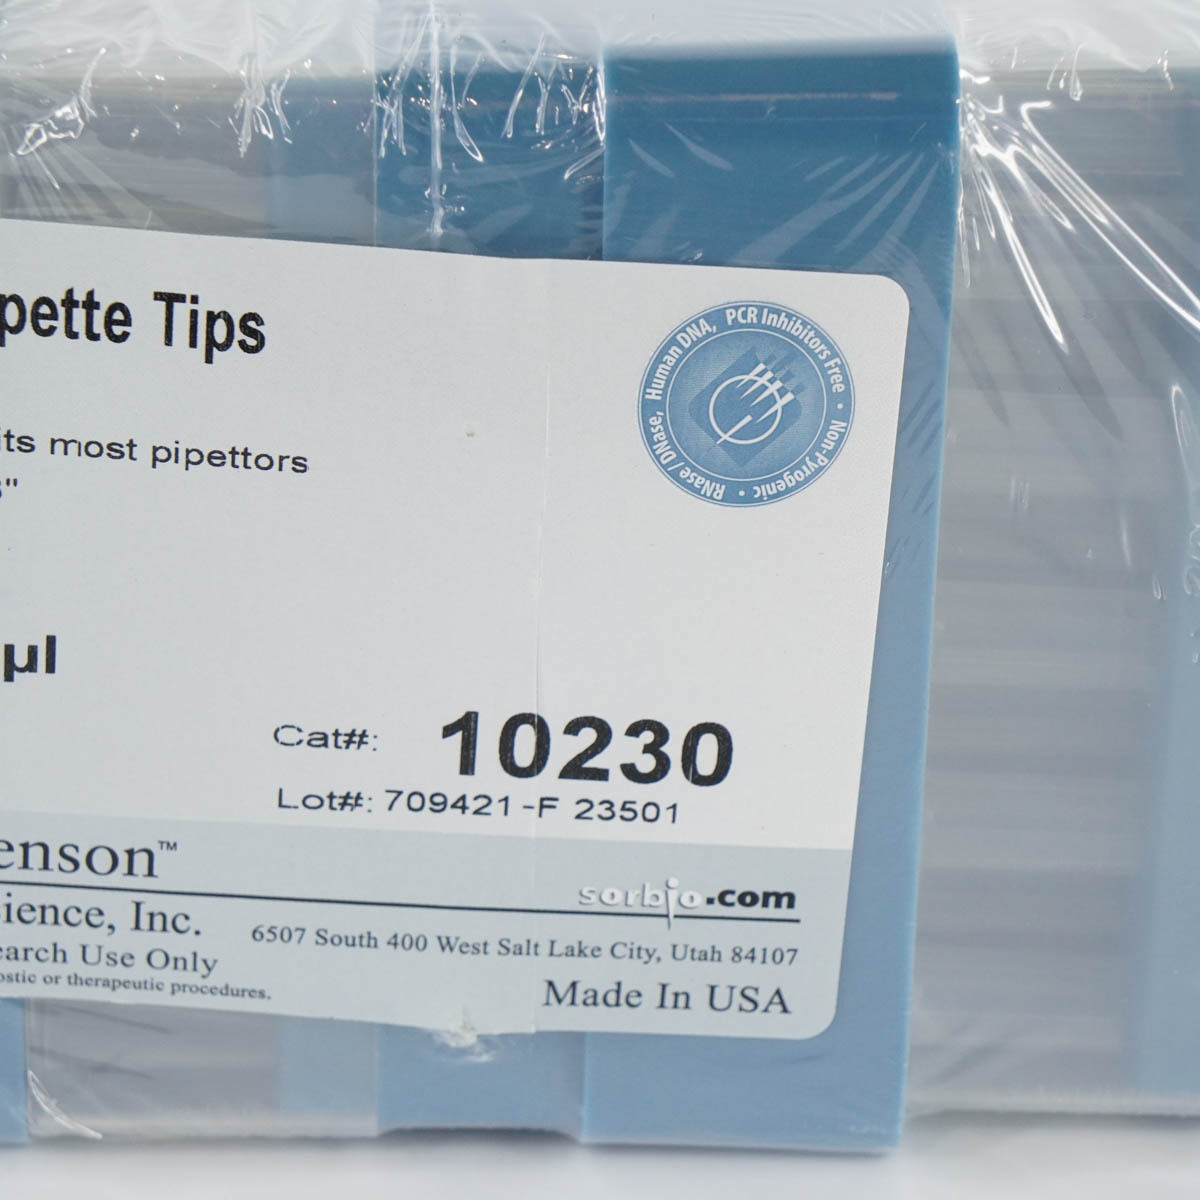 pette Tips
RNase / DNase, Human DNA, PCR Inhibitors Free • Non-Pyrogenic •
its most pipettors
"
µl
Cat#: 10230
Lot#: 709421-F 23501
enson™
sorbio.com
ience, Inc.
6507 South 400 West Salt Lake City, Utah 84107
earch Use Only
ostic or therapeutic procedures.
Made In USA